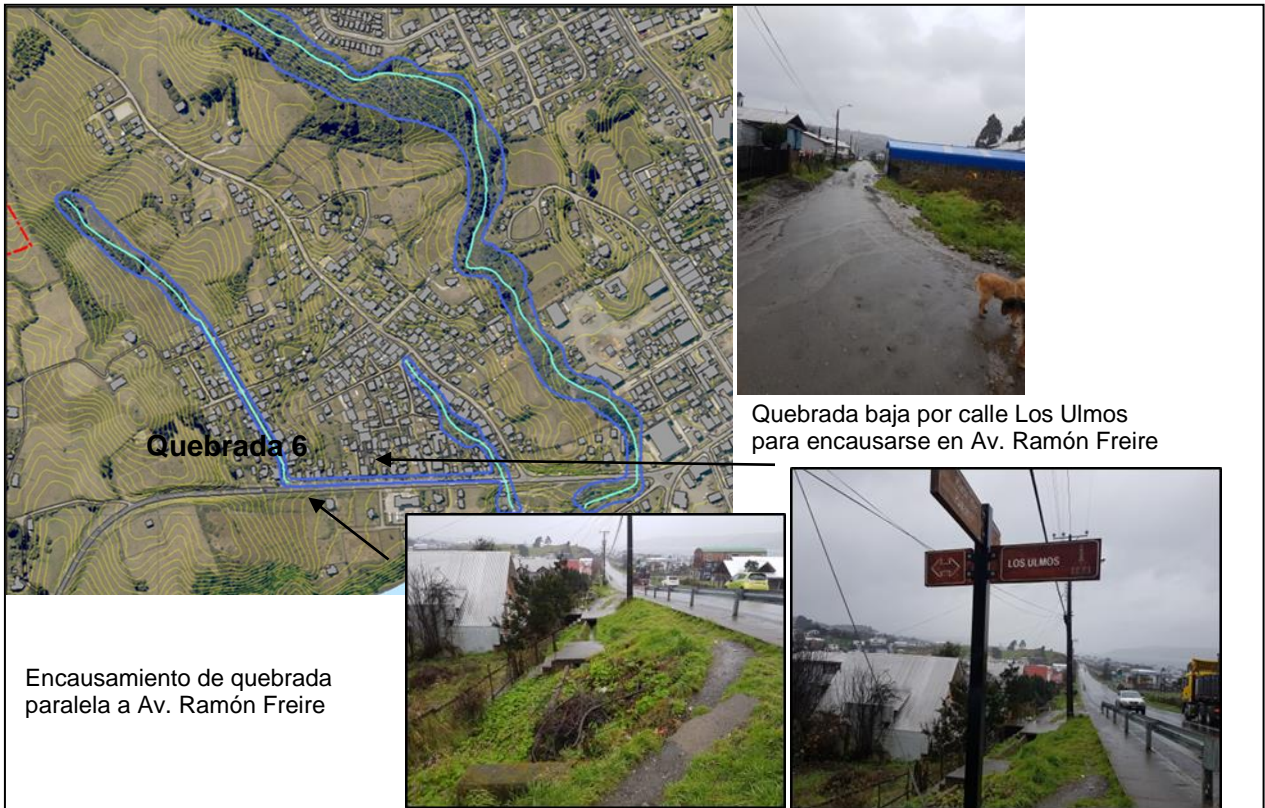 Quebrada 6
Quebrada baja por calle Los Ulmos
para encausarse en Av. Ramón Freire
LOS ULMOS
Encausamiento de quebrada
paralela a Av. Ramón Freire